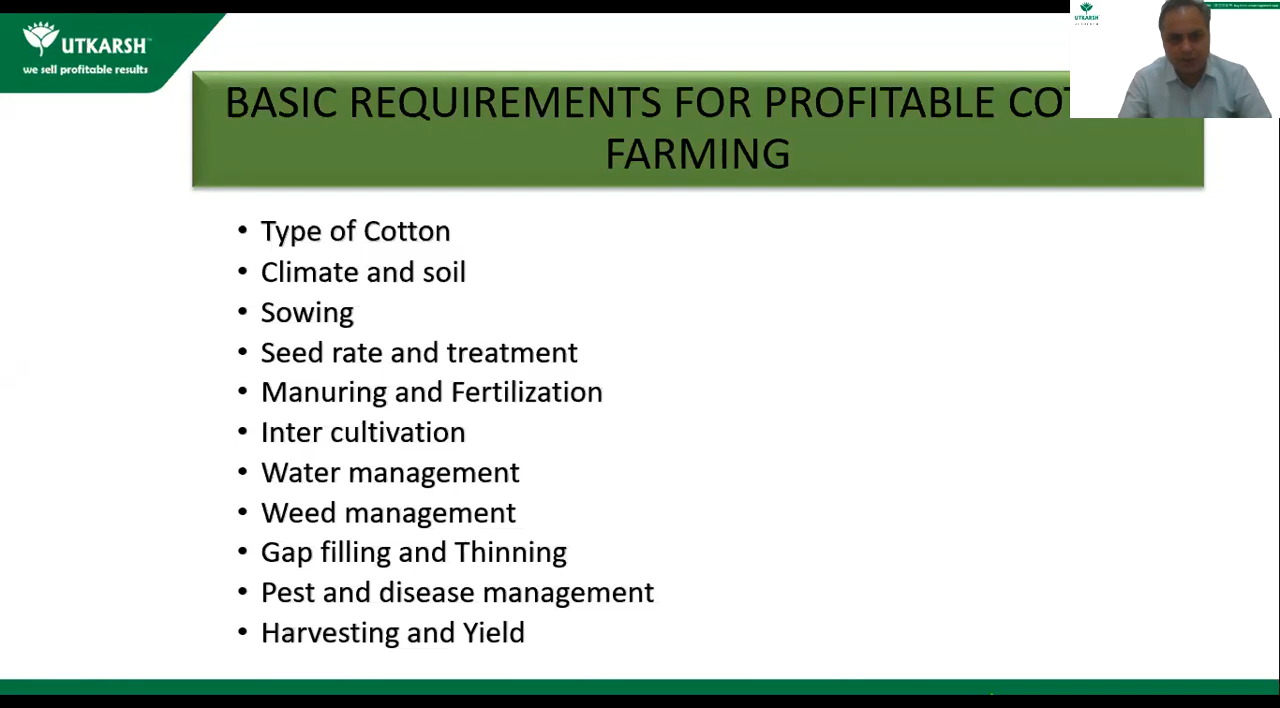 UTKARSH
we sell profitable results
UTKARSH
BASIC REQUIREMENTS FOR PROFITABLE
FARMING
• Type of Cotton
• Climate and soil
• Sowing
• Seed rate and treatment
• Manuring and Fertilization
• Inter cultivation
• Water management
• Weed management
• Gap filling and Thinning
• Pest and disease management
• Harvesting and Yield